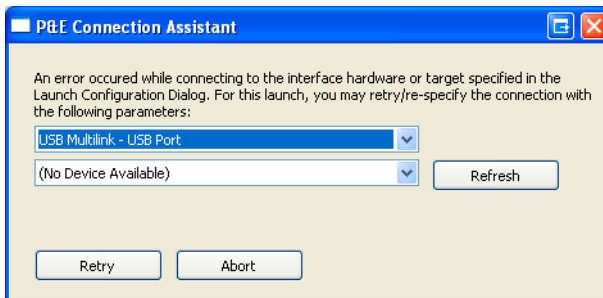 P&E Connection Assistant
An error occured while connecting to the interface hardware or target specified in the
Launch Configuration Dialog. For this launch, you may retry/re-specify the connection with
the following parameters:
USB Multilink - USB Port
(No Device Available)
Refresh
Retry
Abort